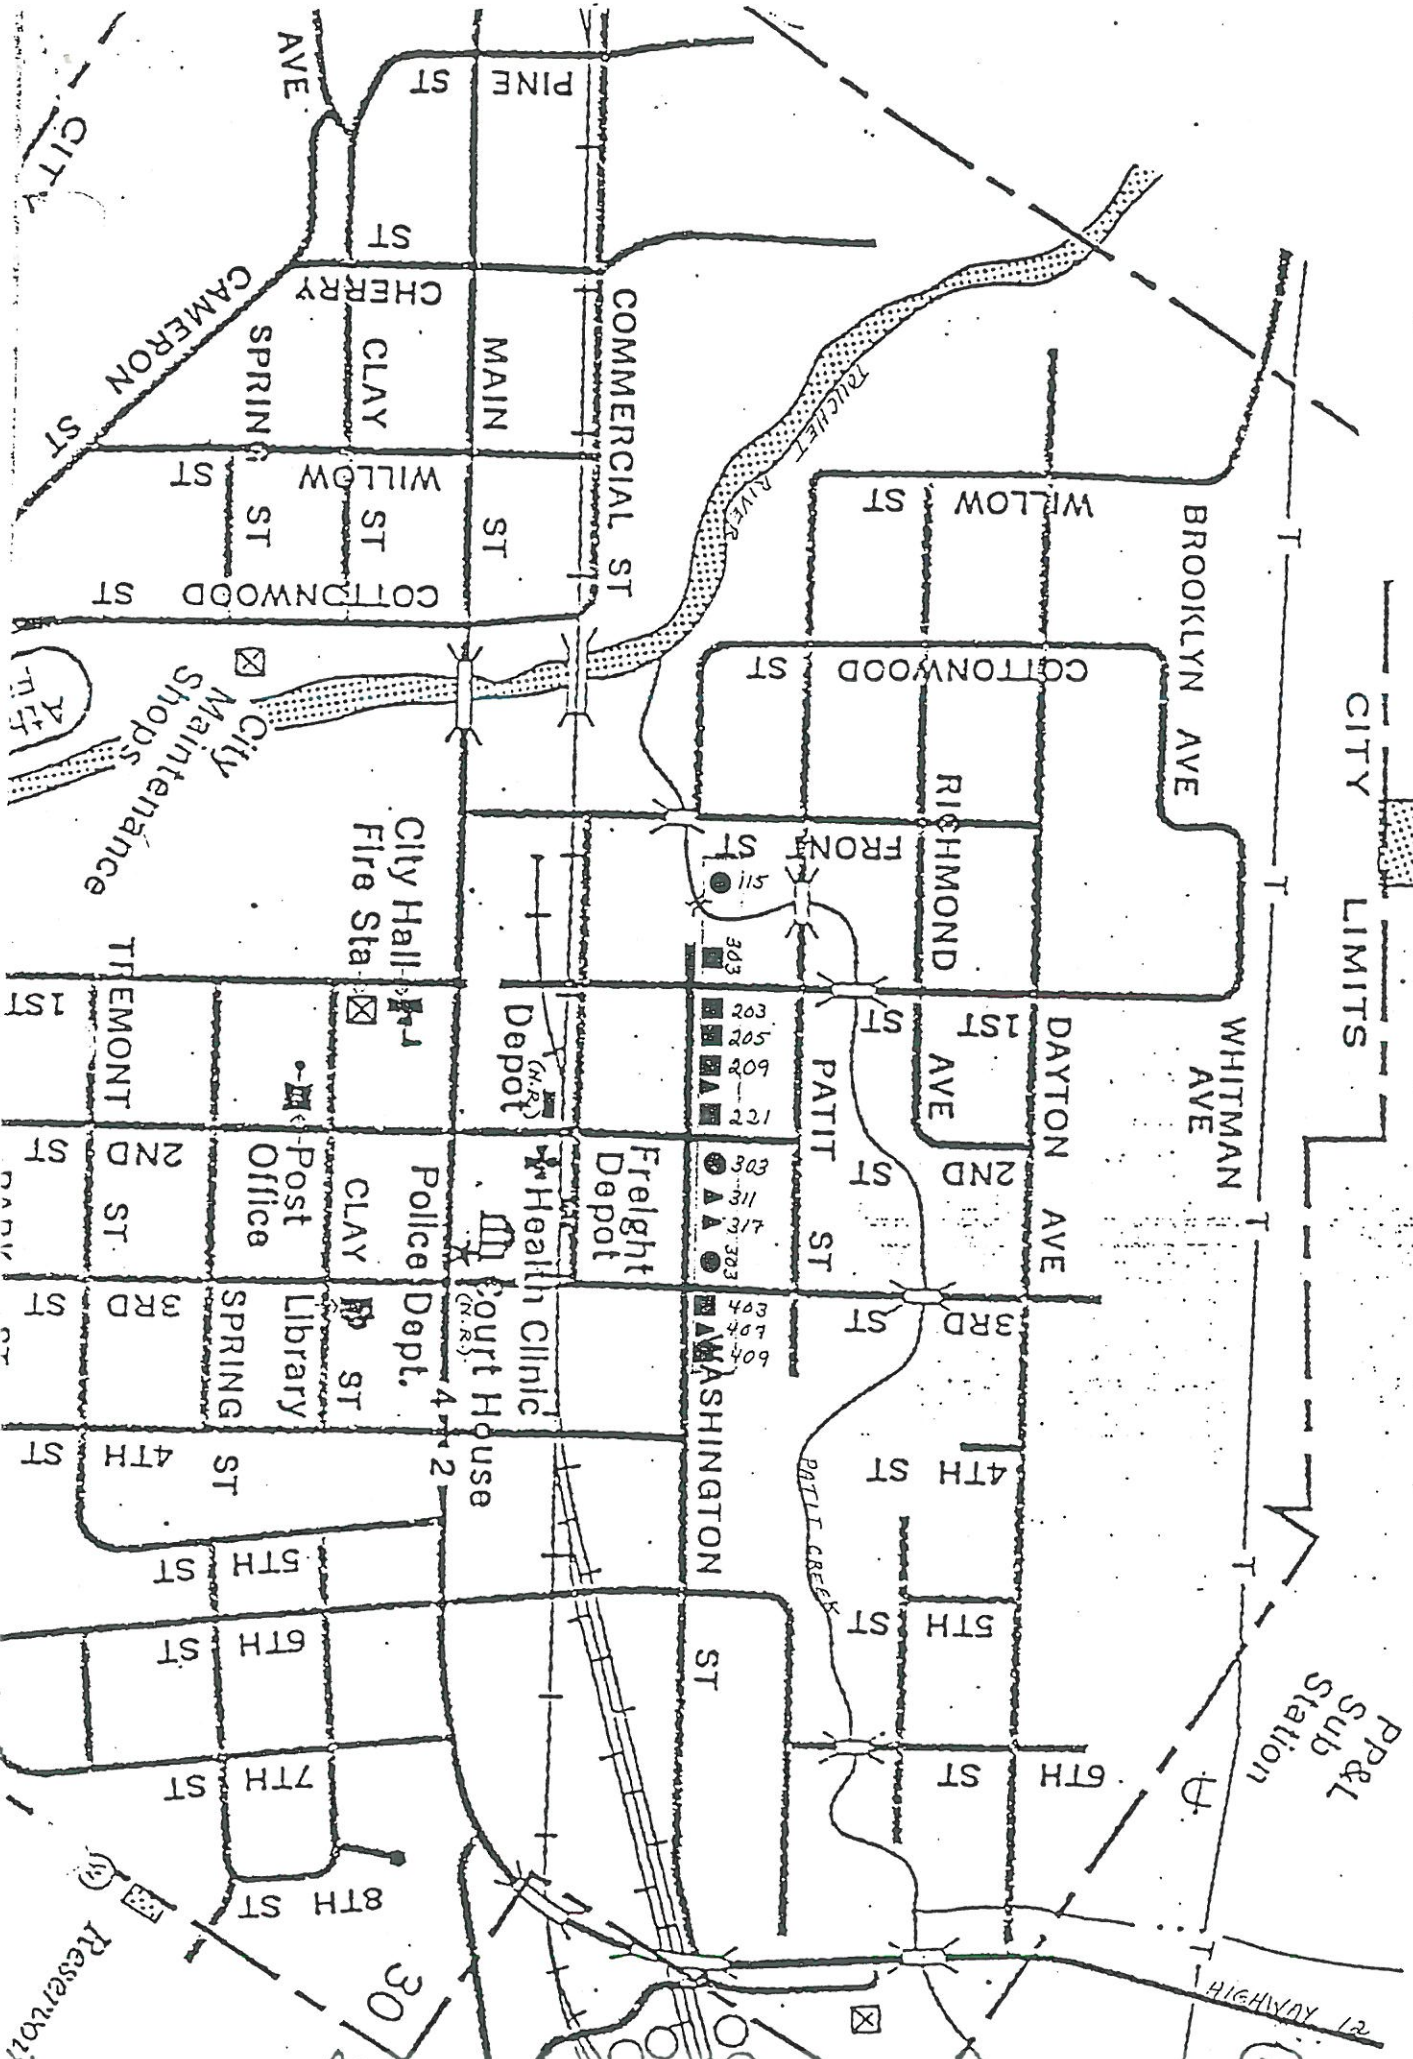 AVE
ST
PINE
CITY
ST
CHERRY
CAMERON
ST
SPRING
ST
CLAY
ST
MAIN
ST
COMMERCIAL ST
WILLOW
ST
COTTONWOOD
ST
TOUCHET
RIVER
WILLOW
ST
COTTONWOOD
ST
BROOKLYN AVE
CITY LIMITS
City
Maintenance
Shops
City Hall
Fire Sta
FRONT
ST
RICHMOND
AVE
115
303
203
205
209
221
303
311
317
303
403
407
409
TREMONT
ST
1ST
ST
1ST
DAYTON AVE
WHITMAN
AVE
Depot
(N.R.)
PATIT
ST
ST
2ND
ST
2ND
Post
Office
CLAY
ST
Police Dept.
Court House
(N.R.)
Health Clinic
Freight
Depot
ST
3RD
ST
3RD
SPRING
ST
Library
WASHINGTON
ST
ST
4TH
ST
4TH
12
PATIT CREEK
ST
5TH
ST
5TH
ST
6TH
ST
6TH
ST
7TH
ST
8TH
PP&L
Sub
Station
T
T
T
T
T
W
Reservoir
30
HIGHWAY 12